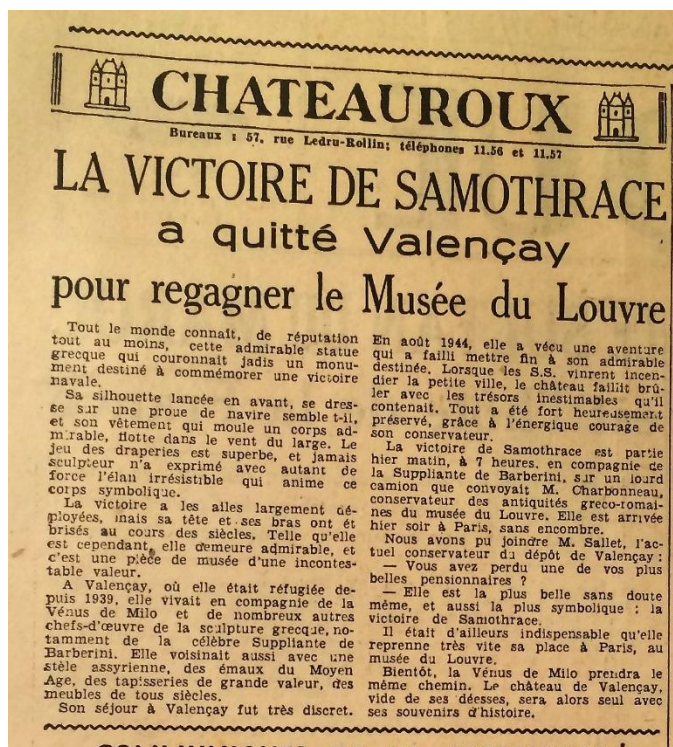 CHATEAUROUX
Bureaux : 57, rue Ledru-Rollin; téléphones 11.56 et 11.57
LA VICTOIRE DE SAMOTHRACE
a quitté Valençay
pour regagner le Musée du Louvre
Tout le monde connaît, de réputation
tout au moins, cette admirable statue
grecque qui couronnait jadis un monu-
ment destiné à commémorer une victoire
navale.
Sa silhouette lancée en avant, se dres-
se sur une proue de navire semble t-il,
et son vêtement qui moule un corps ad-
mirable, flotte dans le vent du large. Le
jeu des draperies est superbe, et jamais
sculpteur n'a exprimé avec autant de
force l'élan irrésistible qui anime ce
corps symbolique.
La victoire a les ailes largement dé-
ployées, mais sa tête et ses bras ont ét
brisés au cours des siècles. Telle qu'elle
est cependant, elle demeure admirable, et
c'est une pièce de musée d'une incontes-
table valeur.
A Valençay, où elle était réfugiée de-
puis 1939, elle vivait en compagnie de la
Vénus de Milo et de nombreux autres
chefs-d'œuvre de la sculpture grecque, no-
tamment de la célèbre Suppliante de
Barberini. Elle voisinait aussi avec une
stèle assyrienne, des émaux du Moyen
Age, des tapisseries de grande valeur, des
meubles de tous siècles.
Son séjour à Valençay fut très discret.
En août 1944, elle a vécu une aventure
qui a failli mettre fin à son admirable
destinée. Lorsque les S.S. vinrent incen-
dier la petite ville, le château faillit brû-
ler avec les trésors inestimables qu'il
contenait. Tout a été fort heureusement
préservé, grâce à l'énergique courage de
son conservateur.
La victoire de Samothrace est partie
hier matin, à 7 heures, en compagnie de
la Suppliante de Barberini, sur un lourd
camion que convoyait M. Charbonneau,
conservateur des antiquités greco-romai-
nes du musée du Louvre. Elle est arrivée
hier soir à Paris, sans encombre.
Nous avons pu joindre M. Sallet, l'ac-
tuel conservateur du dépôt de Valençay :
— Vous avez perdu une de vos plus
belles pensionnaires ?
— Elle est la plus belle sans doute
même, et aussi la plus symbolique : la
victoire de Samothrace.
Il était d'ailleurs indispensable qu'elle
reprenne très vite sa place à Paris, au
musée du Louvre.
Bientôt, la Vénus de Milo prendra le
même chemin. Le château de Valençay,
vide de ses déesses, sera alors seul avec
ses souvenirs d'histoire.